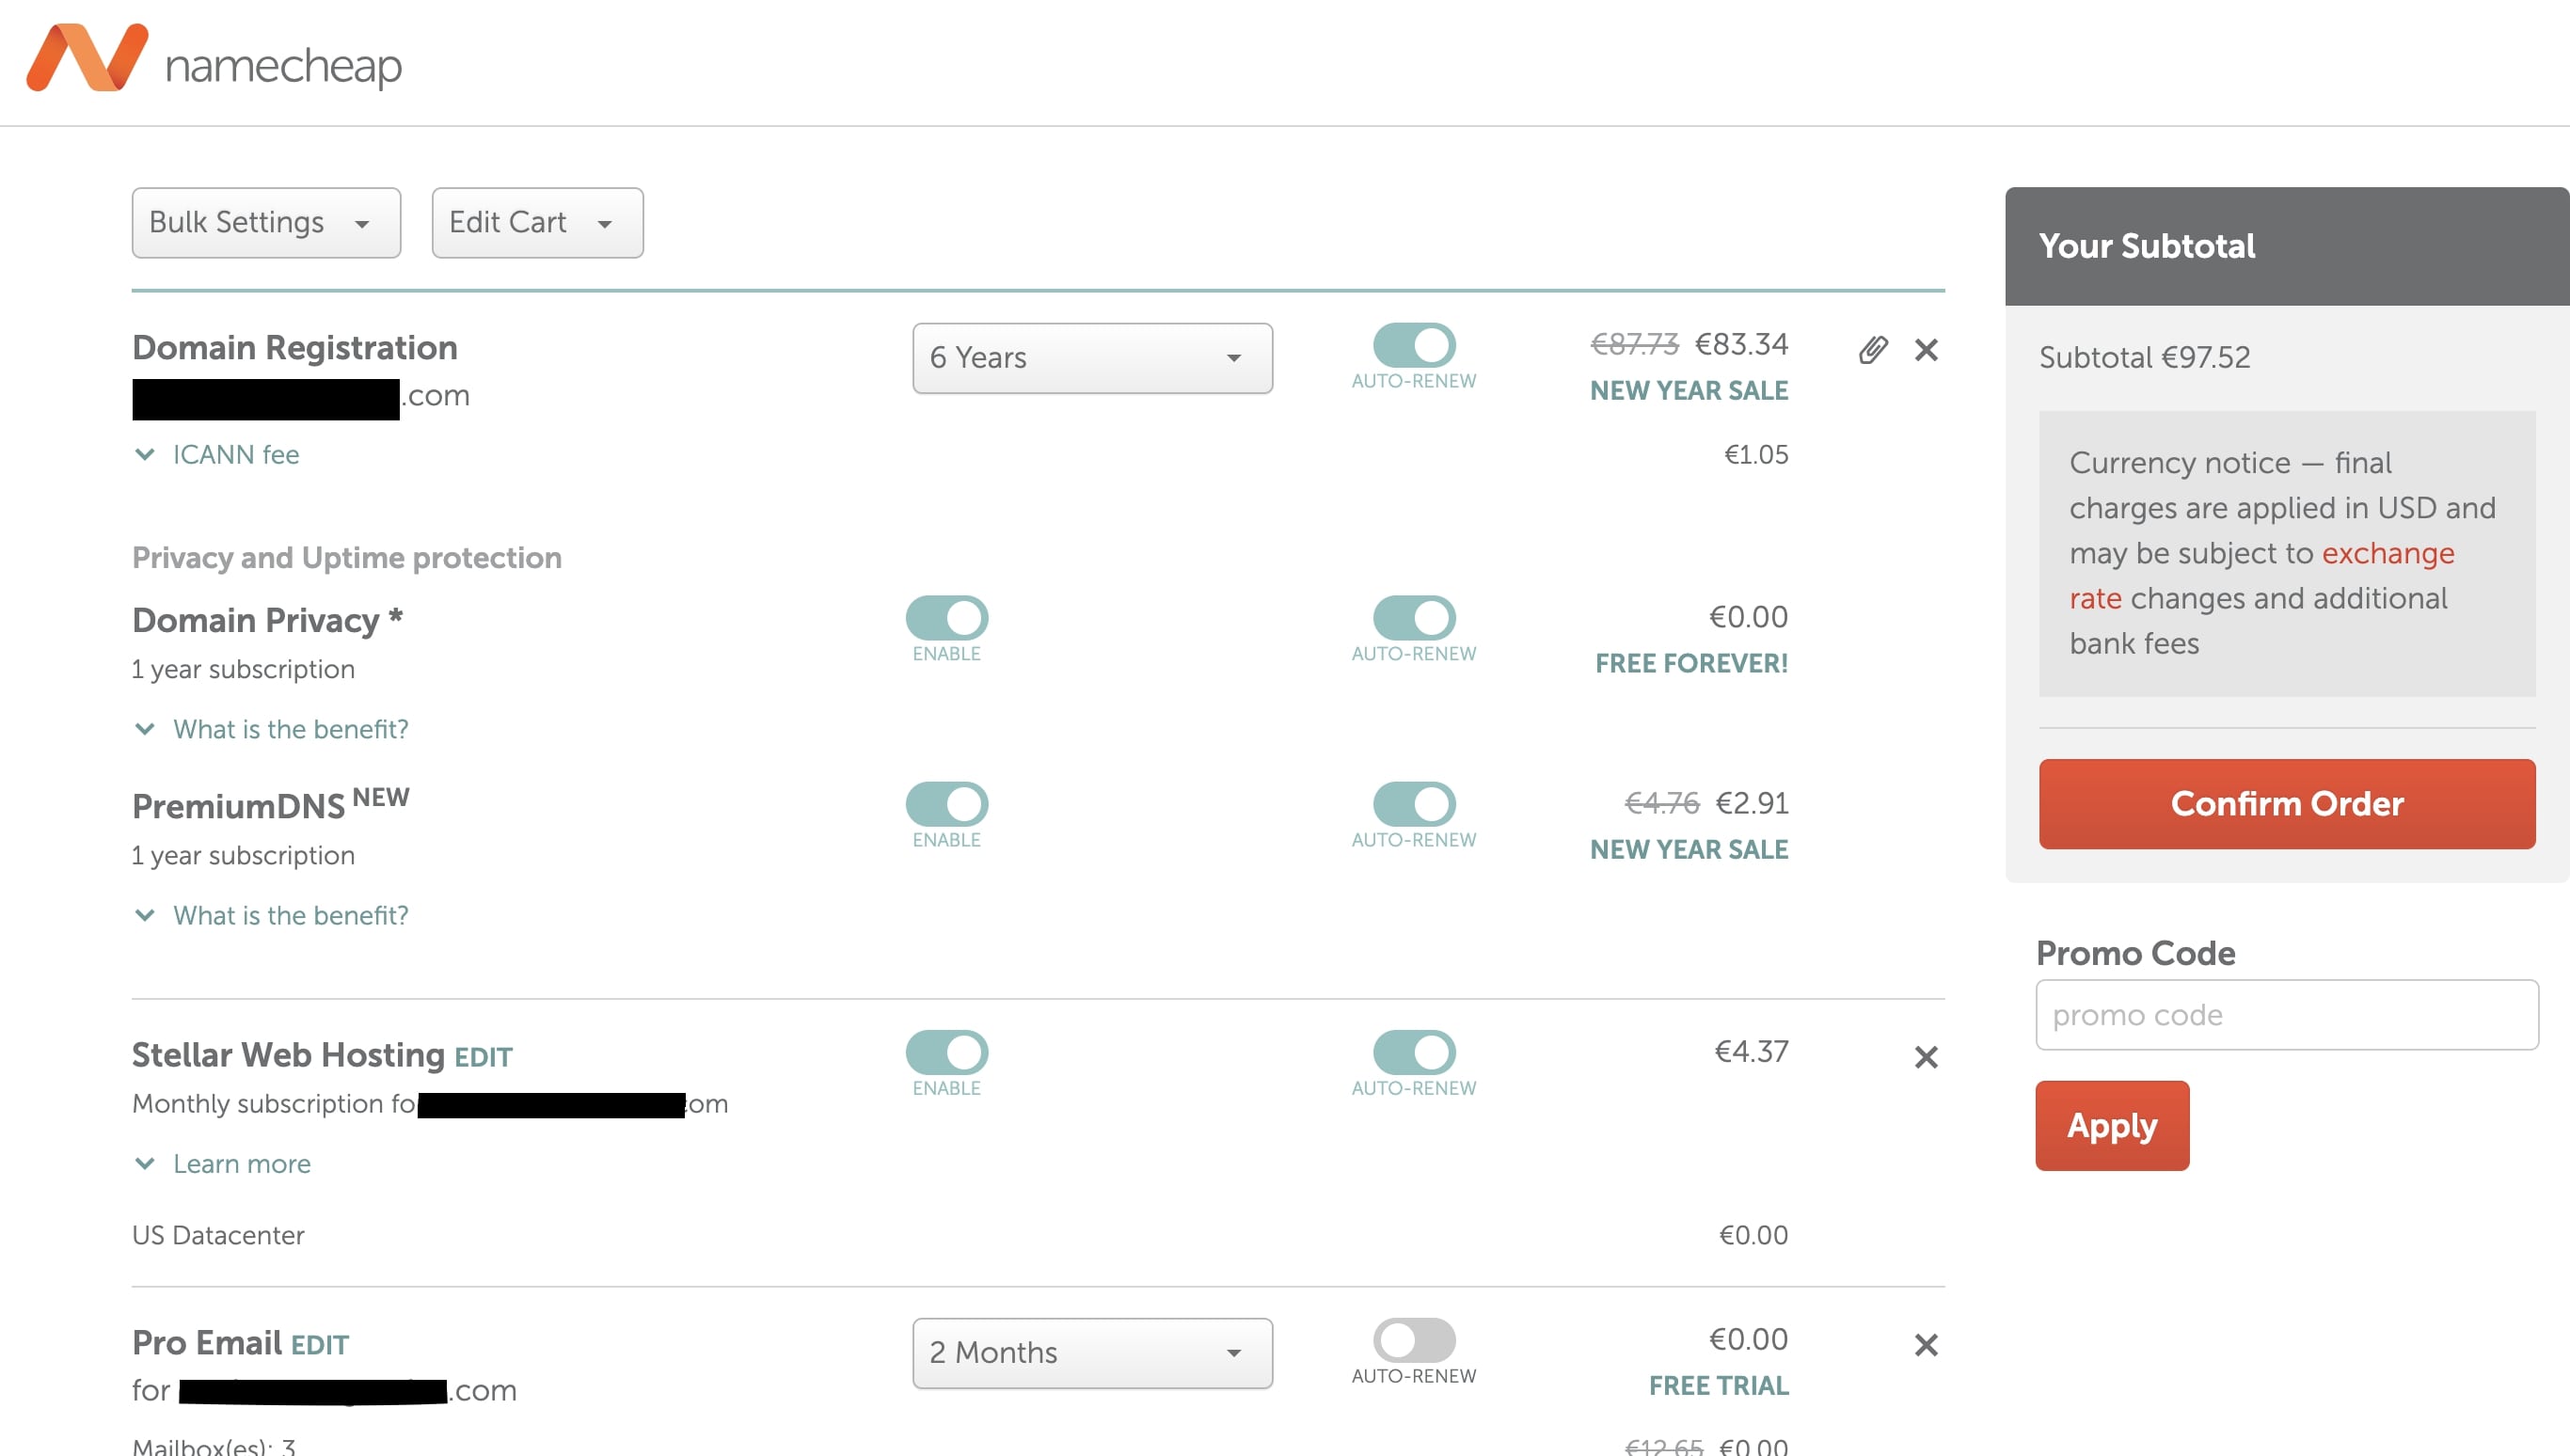 namecheap
Bulk Settings
Edit Cart
Domain Registration
6 Years
AUTO-RENEW
€87.73 €83.34
NEW YEAR SALE
.com
ICANN fee
€1.05
Privacy and Uptime protection
Domain Privacy *
ENABLE
AUTO-RENEW
€0.00
FREE FOREVER!
1 year subscription
What is the benefit?
PremiumDNS NEW
ENABLE
AUTO-RENEW
€4.76 €2.91
NEW YEAR SALE
1 year subscription
What is the benefit?
Stellar Web Hosting EDIT
ENABLE
AUTO-RENEW
€4.37
Monthly subscription fo om
Learn more
US Datacenter
€0.00
Pro Email EDIT
2 Months
AUTO-RENEW
€0.00
FREE TRIAL
for .com
Mailbox(es): 3
€12.65 €0.00
Your Subtotal
Subtotal €97.52
Currency notice — final
charges are applied in USD and
may be subject to exchange
rate changes and additional
bank fees
Confirm Order
Promo Code
promo code
Apply